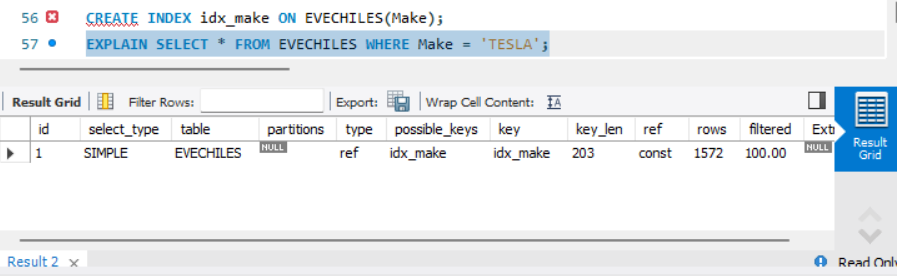 56 CREATE INDEX idx_make ON EVECHILES(Make);
57 EXPLAIN SELECT * FROM EVECHILES WHERE Make = 'TESLA';
Result Grid Filter Rows: Export: Wrap Cell Content: IA
id select_type table partitions type possible_keys key key_len ref rows filtered Ext
1 SIMPLE EVECHILES NULL ref idx_make idx_make 203 const 1572 100.00 NULL
Result
Grid
Result 2 Read Only